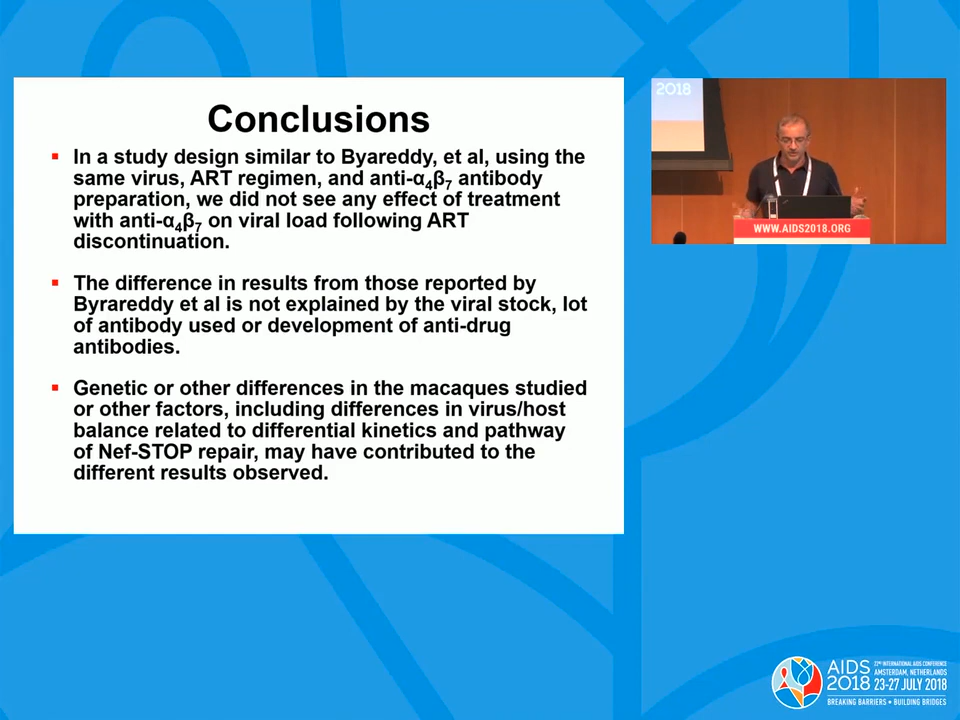 Conclusions
▪ In a study design similar to Byareddy, et al, using the
same virus, ART regimen, and anti-α₄β₇ antibody
preparation, we did not see any effect of treatment
with anti-α₄β₇ on viral load following ART
discontinuation.
▪ The difference in results from those reported by
Byrareddy et al is not explained by the viral stock, lot
of antibody used or development of anti-drug
antibodies.
▪ Genetic or other differences in the macaques studied
or other factors, including differences in virus/host
balance related to differential kinetics and pathway
of Nef-STOP repair, may have contributed to the
different results observed.
2018
WWW.AIDS2018.ORG
AIDS
2018
22ND INTERNATIONAL AIDS CONFERENCE
AMSTERDAM, NETHERLANDS
23-27 JULY 2018
BREAKING BARRIERS • BUILDING BRIDGES